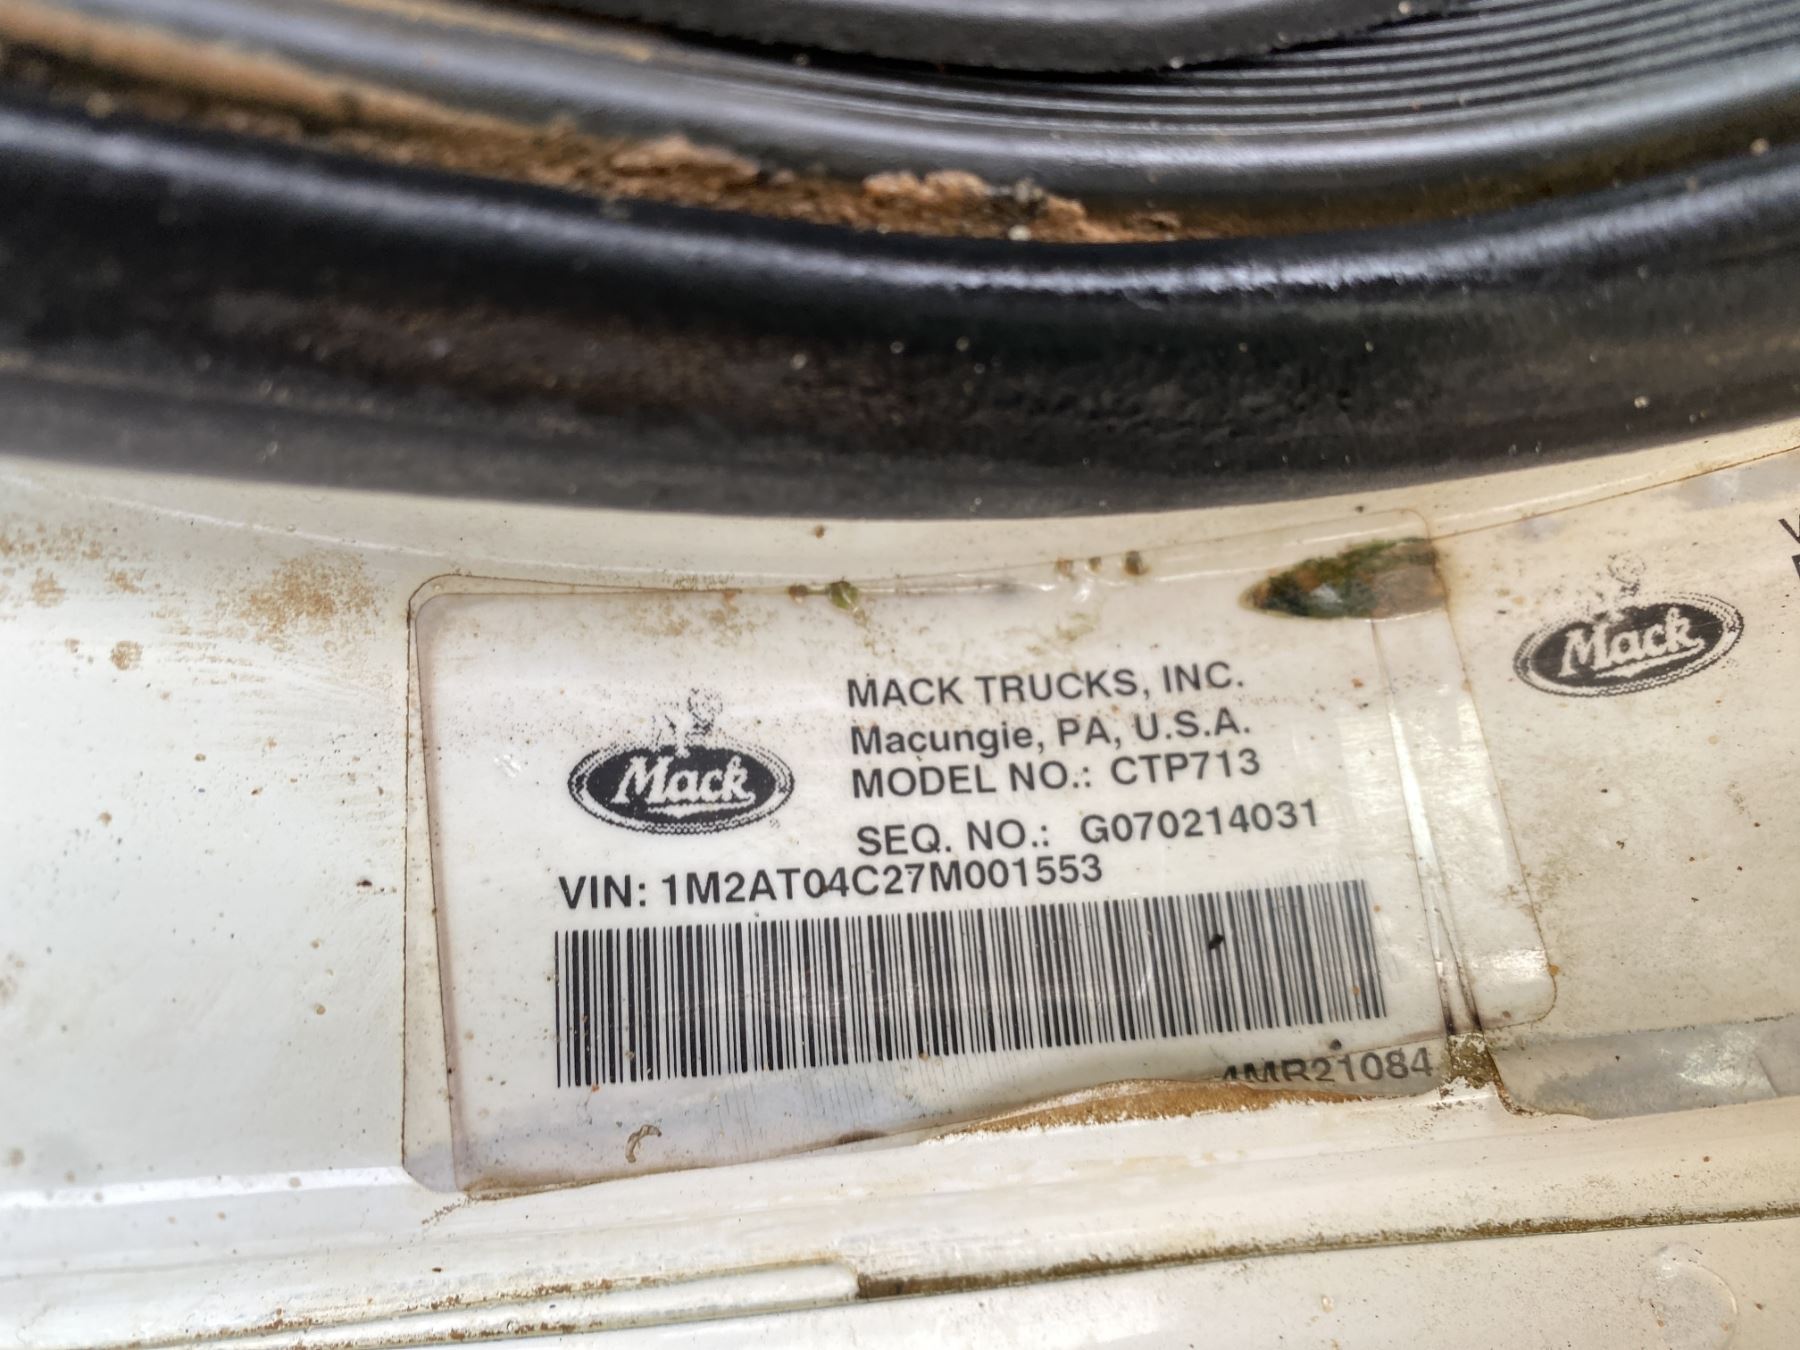 MACK TRUCKS, INC.
Macungie, PA, U.S.A.
MODEL NO.: CTP713
SEQ. NO.: G070214031
VIN: 1M2AT04C27M001553
4MR21084
Mack
Mack